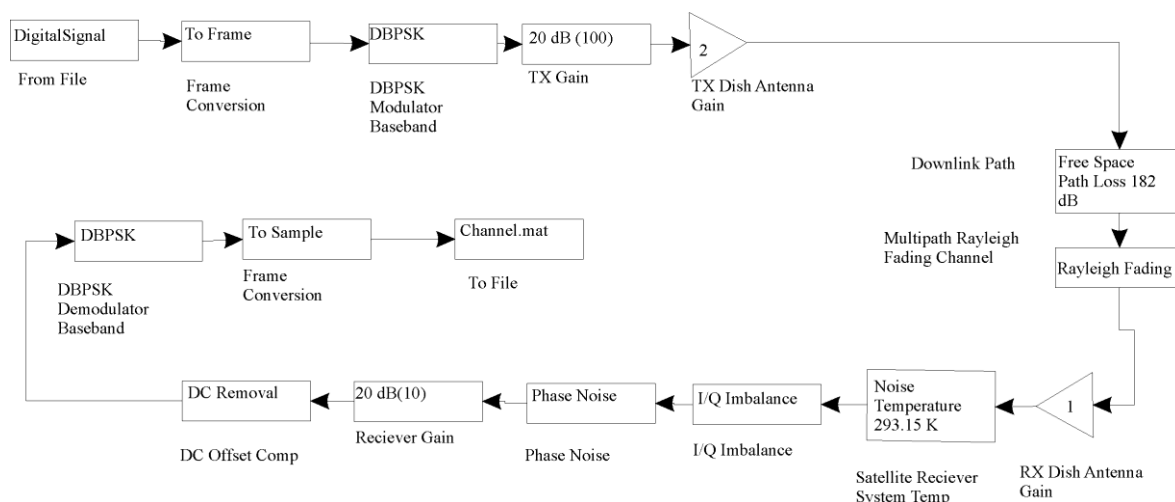 DigitalSignal
From File
To Frame
Frame
Conversion
DBPSK
DBPSK
Modulator
Baseband
20 dB (100)
TX Gain
2
TX Dish Antenna
Gain
Downlink Path
Free Space
Path Loss 182
dB
Multipath Rayleigh
Fading Channel
Rayleigh Fading
DBPSK
DBPSK
Demodulator
Baseband
To Sample
Frame
Conversion
Channel.mat
To File
DC Removal
DC Offset Comp
20 dB(10)
Reciever Gain
Phase Noise
Phase Noise
I/Q Imbalance
I/Q Imbalance
Noise
Temperature
293.15 K
Satellite Reciever
System Temp
1
RX Dish Antenna
Gain